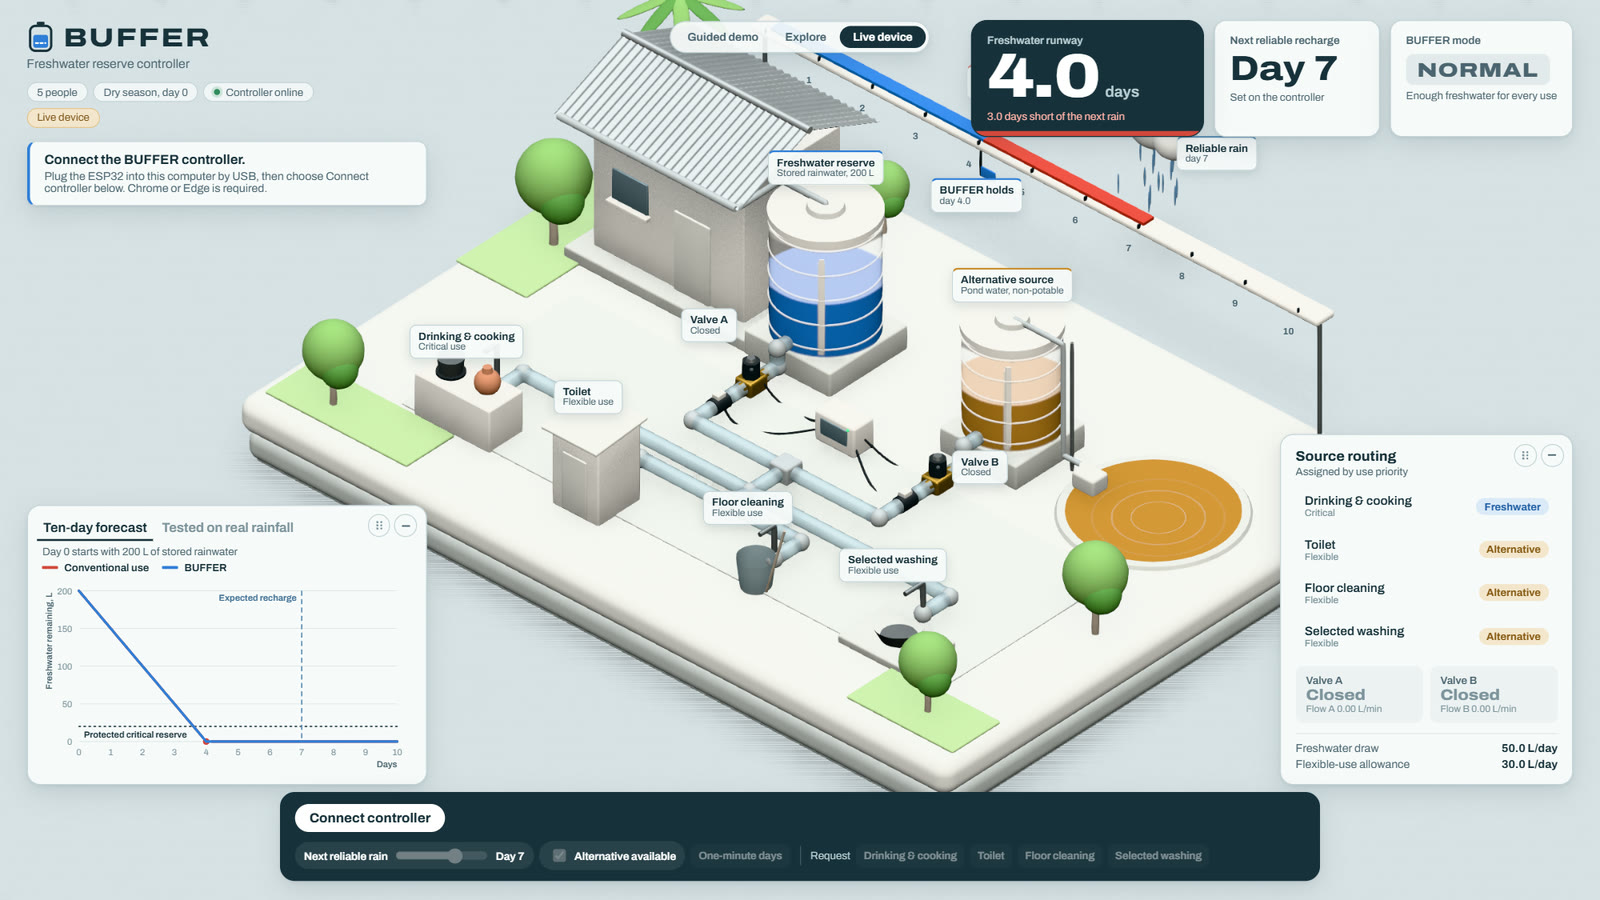 BUFFER
Freshwater reserve controller
5 people
Dry season, day 0
Controller online
Live device
Connect the BUFFER controller.
Plug the ESP32 into this computer by USB, then choose Connect
controller below. Chrome or Edge is required.
Guided demo
Explore
Live device
Freshwater runway
4.0 days
3.0 days short of the next rain
Next reliable recharge
Day 7
Set on the controller
BUFFER mode
NORMAL
Enough freshwater for every use
1
2
3
4
6
7
8
9
10
Reliable rain
day 7
Freshwater reserve
Stored rainwater, 200 L
BUFFER holds
day 4.0
Alternative source
Pond water, non-potable
Valve A
Closed
Drinking & cooking
Critical use
Toilet
Flexible use
Valve B
Closed
Floor cleaning
Flexible use
Selected washing
Flexible use
Ten-day forecast
Tested on real rainfall
Day 0 starts with 200 L of stored rainwater
Conventional use
BUFFER
Freshwater remaining, L
200
150
100
50
0
Expected recharge
Protected critical reserve
0 1 2 3 4 5 6 7 8 9 10
Days
Source routing
Assigned by use priority
Drinking & cooking
Critical
Freshwater
Toilet
Flexible
Alternative
Floor cleaning
Flexible
Alternative
Selected washing
Flexible
Alternative
Valve A
Closed
Flow A 0.00 L/min
Valve B
Closed
Flow B 0.00 L/min
Freshwater draw
50.0 L/day
Flexible-use allowance
30.0 L/day
Connect controller
Next reliable rain
Day 7
Alternative available
One-minute days
Request
Drinking & cooking
Toilet
Floor cleaning
Selected washing